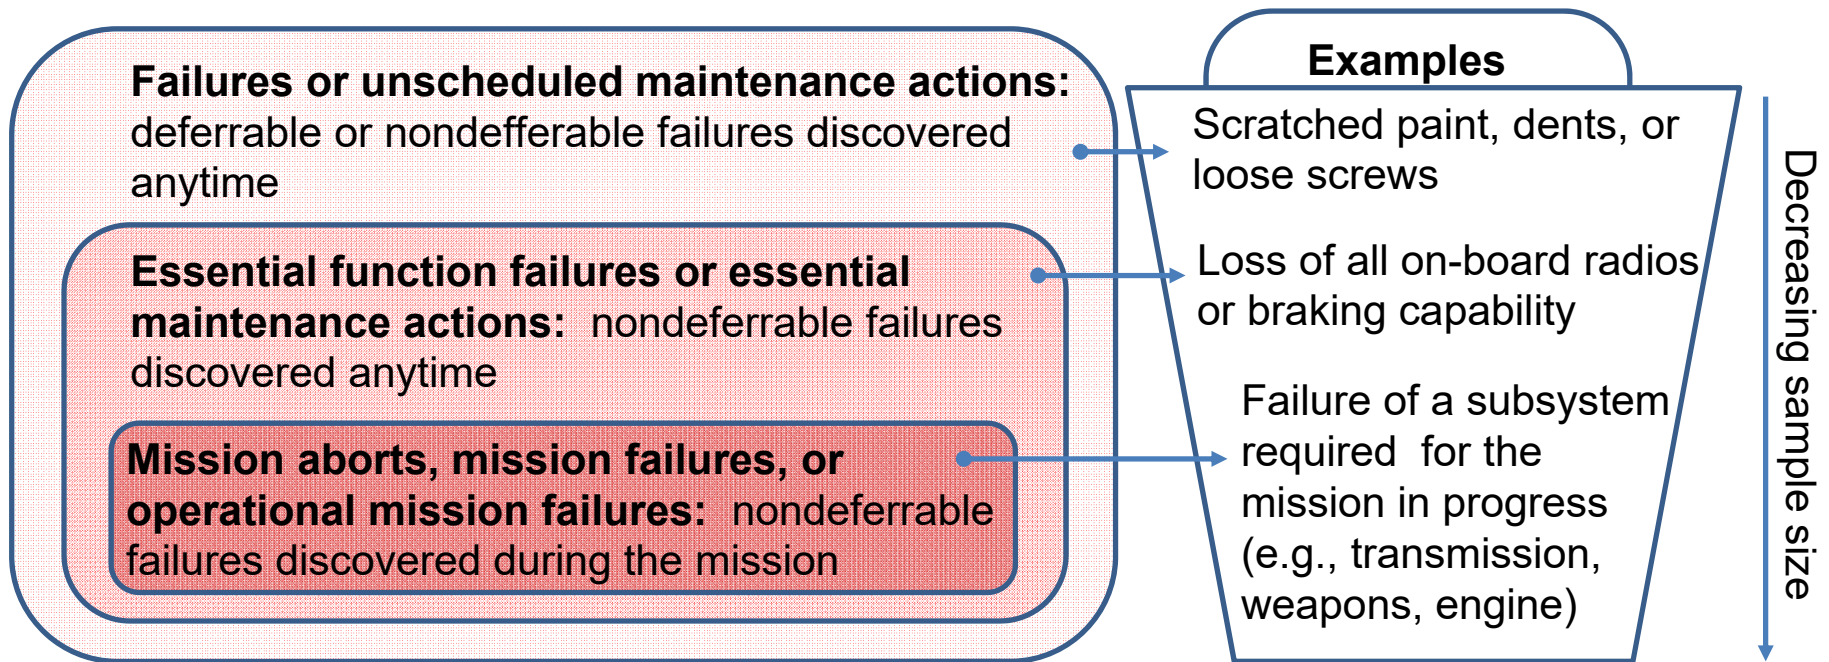 Failures or unscheduled maintenance actions:
deferrable or nondefferable failures discovered
anytime
Essential function failures or essential
maintenance actions:  nondeferrable failures
discovered anytime
Mission aborts, mission failures, or
operational mission failures:  nondeferrable
failures discovered during the mission
Examples
Scratched paint, dents, or
loose screws
Loss of all on-board radios
or braking capability
Failure of a subsystem
required  for the
mission in progress
(e.g., transmission,
weapons, engine)
Decreasing sample size